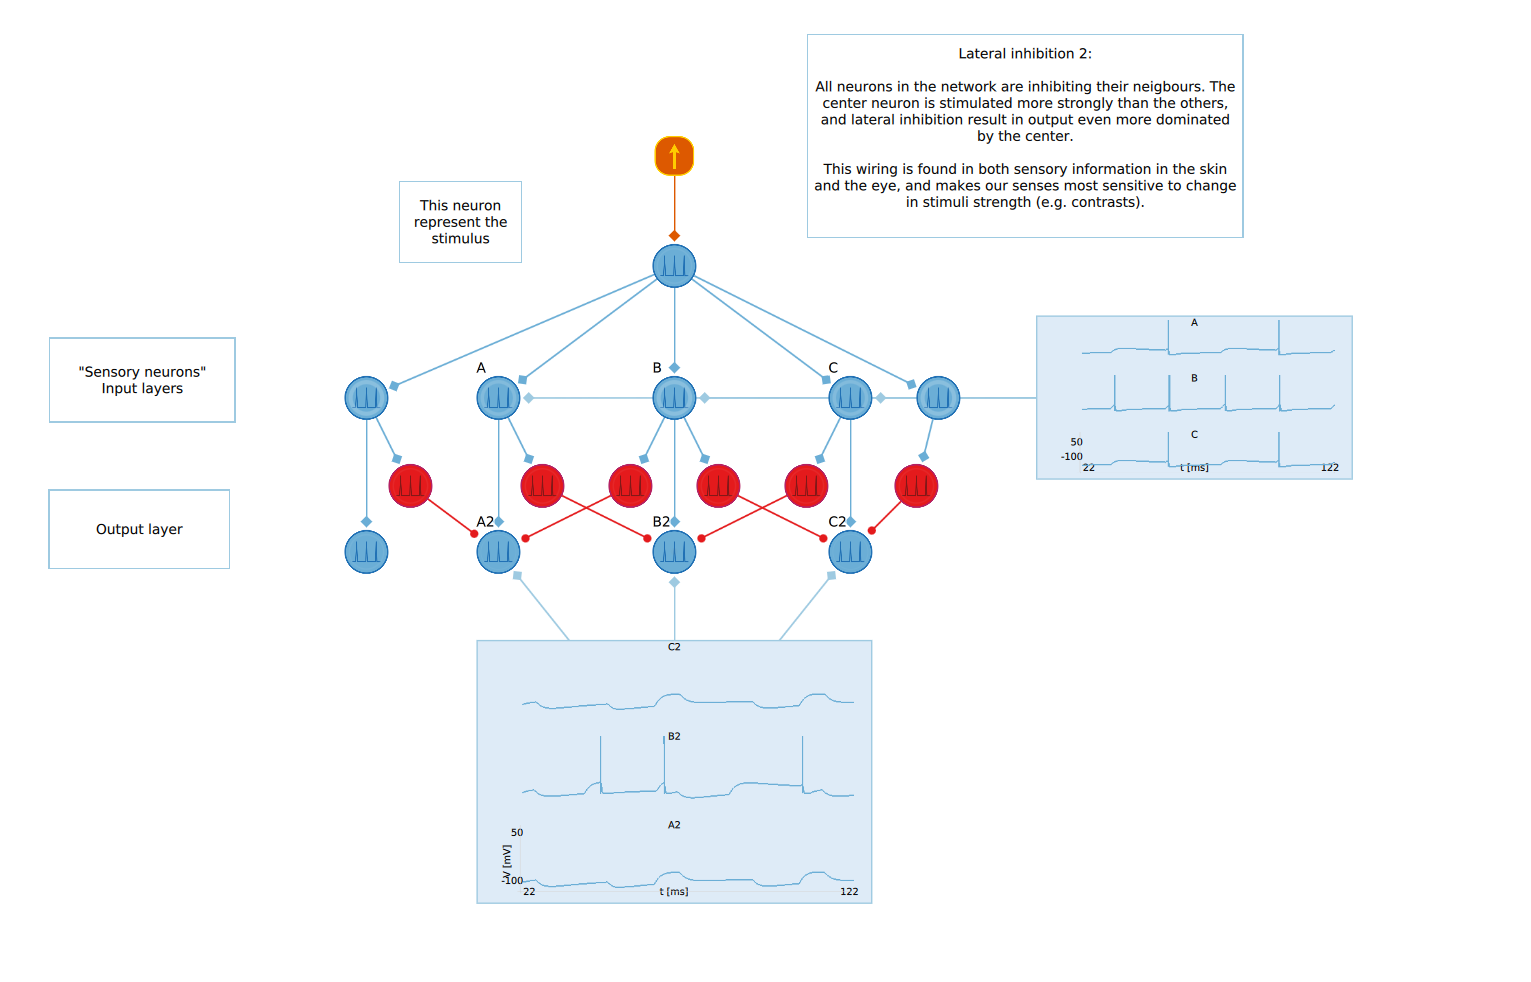 Lateral inhibition 2:
All neurons in the network are inhibiting their neigbours. The
center neuron is stimulated more strongly than the others,
and lateral inhibition result in output even more dominated
by the center.
This wiring is found in both sensory information in the skin
and the eye, and makes our senses most sensitive to change
in stimuli strength (e.g. contrasts).
This neuron
represent the
stimulus
"Sensory neurons"
Input layers
A
B
C
A
B
C
50
-100
22
t [ms]
122
Output layer
A2
B2
C2
C2
B2
A2
50
V [mV]
-100
22
t [ms]
122